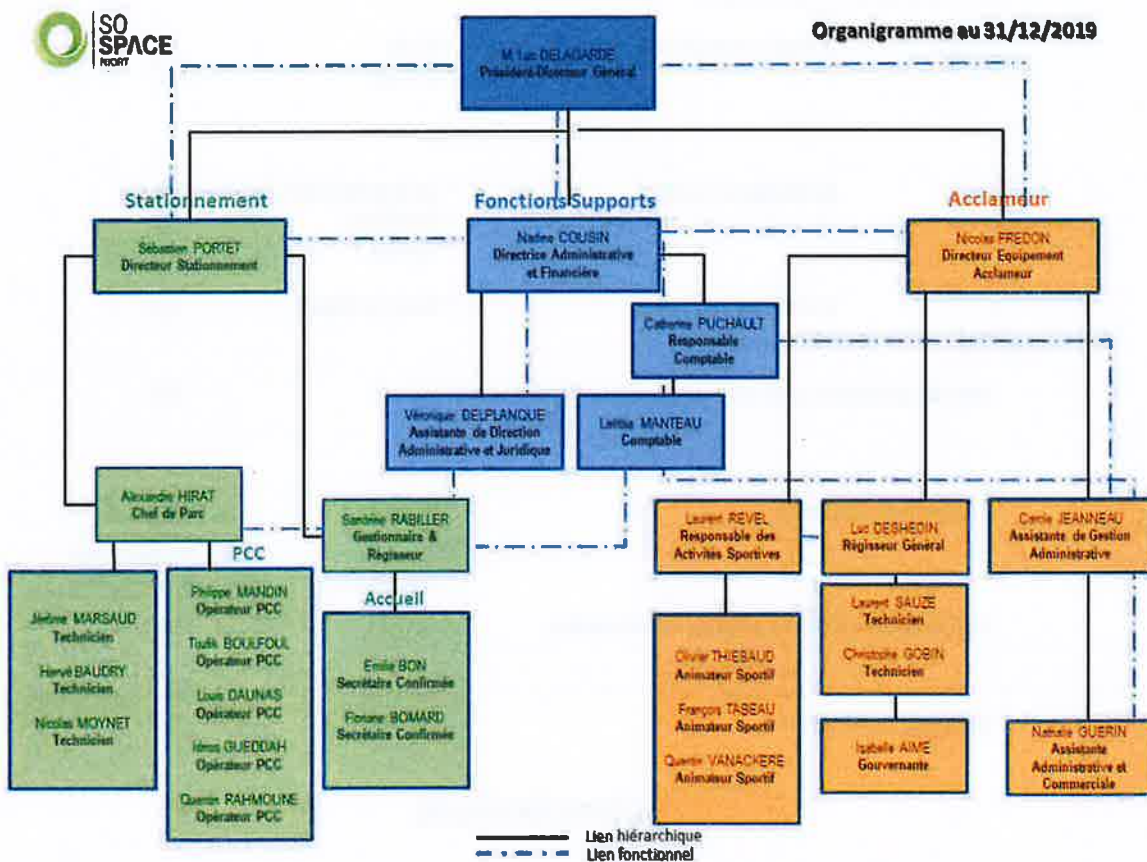 SO
SPACE
NIORT
Organigramme au 31/12/2019
M. Luc DELAGARDE
Président-Directeur Général
Stationnement
Fonctions Supports
Acclameur
Sébastien PORTET
Directeur Stationnement
Nadine COUSIN
Directrice Administrative
et Financière
Nicolas FREDON
Directeur Equipement
Acclameur
Catherine PUCHAULT
Responsable
Comptable
Véronique DELPLANQUE
Assistante de Direction
Administrative et Juridique
Laëtitia MANTEAU
Comptable
Alexandre HIRAT
Chef de Parc
Sandrine RABILLER
Gestionnaire &
Régisseur
Laurent REVEL
Responsable des
Activités Sportives
Luc DESHEDIN
Régisseur Général
Carole JEANNEAU
Assistante de Gestion
Administrative
PCC
Accueil
Jérôme MARSAUD
Technicien
Hervé BAUDRY
Technicien
Nicolas MOYNET
Technicien
Philippe MANDIN
Opérateur PCC
Toufik BOULFOUL
Opérateur PCC
Louis DAUNAS
Opérateur PCC
Idriss GUEDDAH
Opérateur PCC
Quentin RAHMOUNE
Opérateur PCC
Emilie BON
Secrétaire Confirmée
Floriane BOMARD
Secrétaire Confirmée
Olivier THIEBAUD
Animateur Sportif
François TABEAU
Animateur Sportif
Quentin VANACKERE
Animateur Sportif
Laurent SAUZE
Technicien
Christophe GOBIN
Technicien
Isabelle AIME
Gouvernante
Nathalie GUERIN
Assistante
Administrative et
Commerciale
Lien hiérarchique
Lien fonctionnel